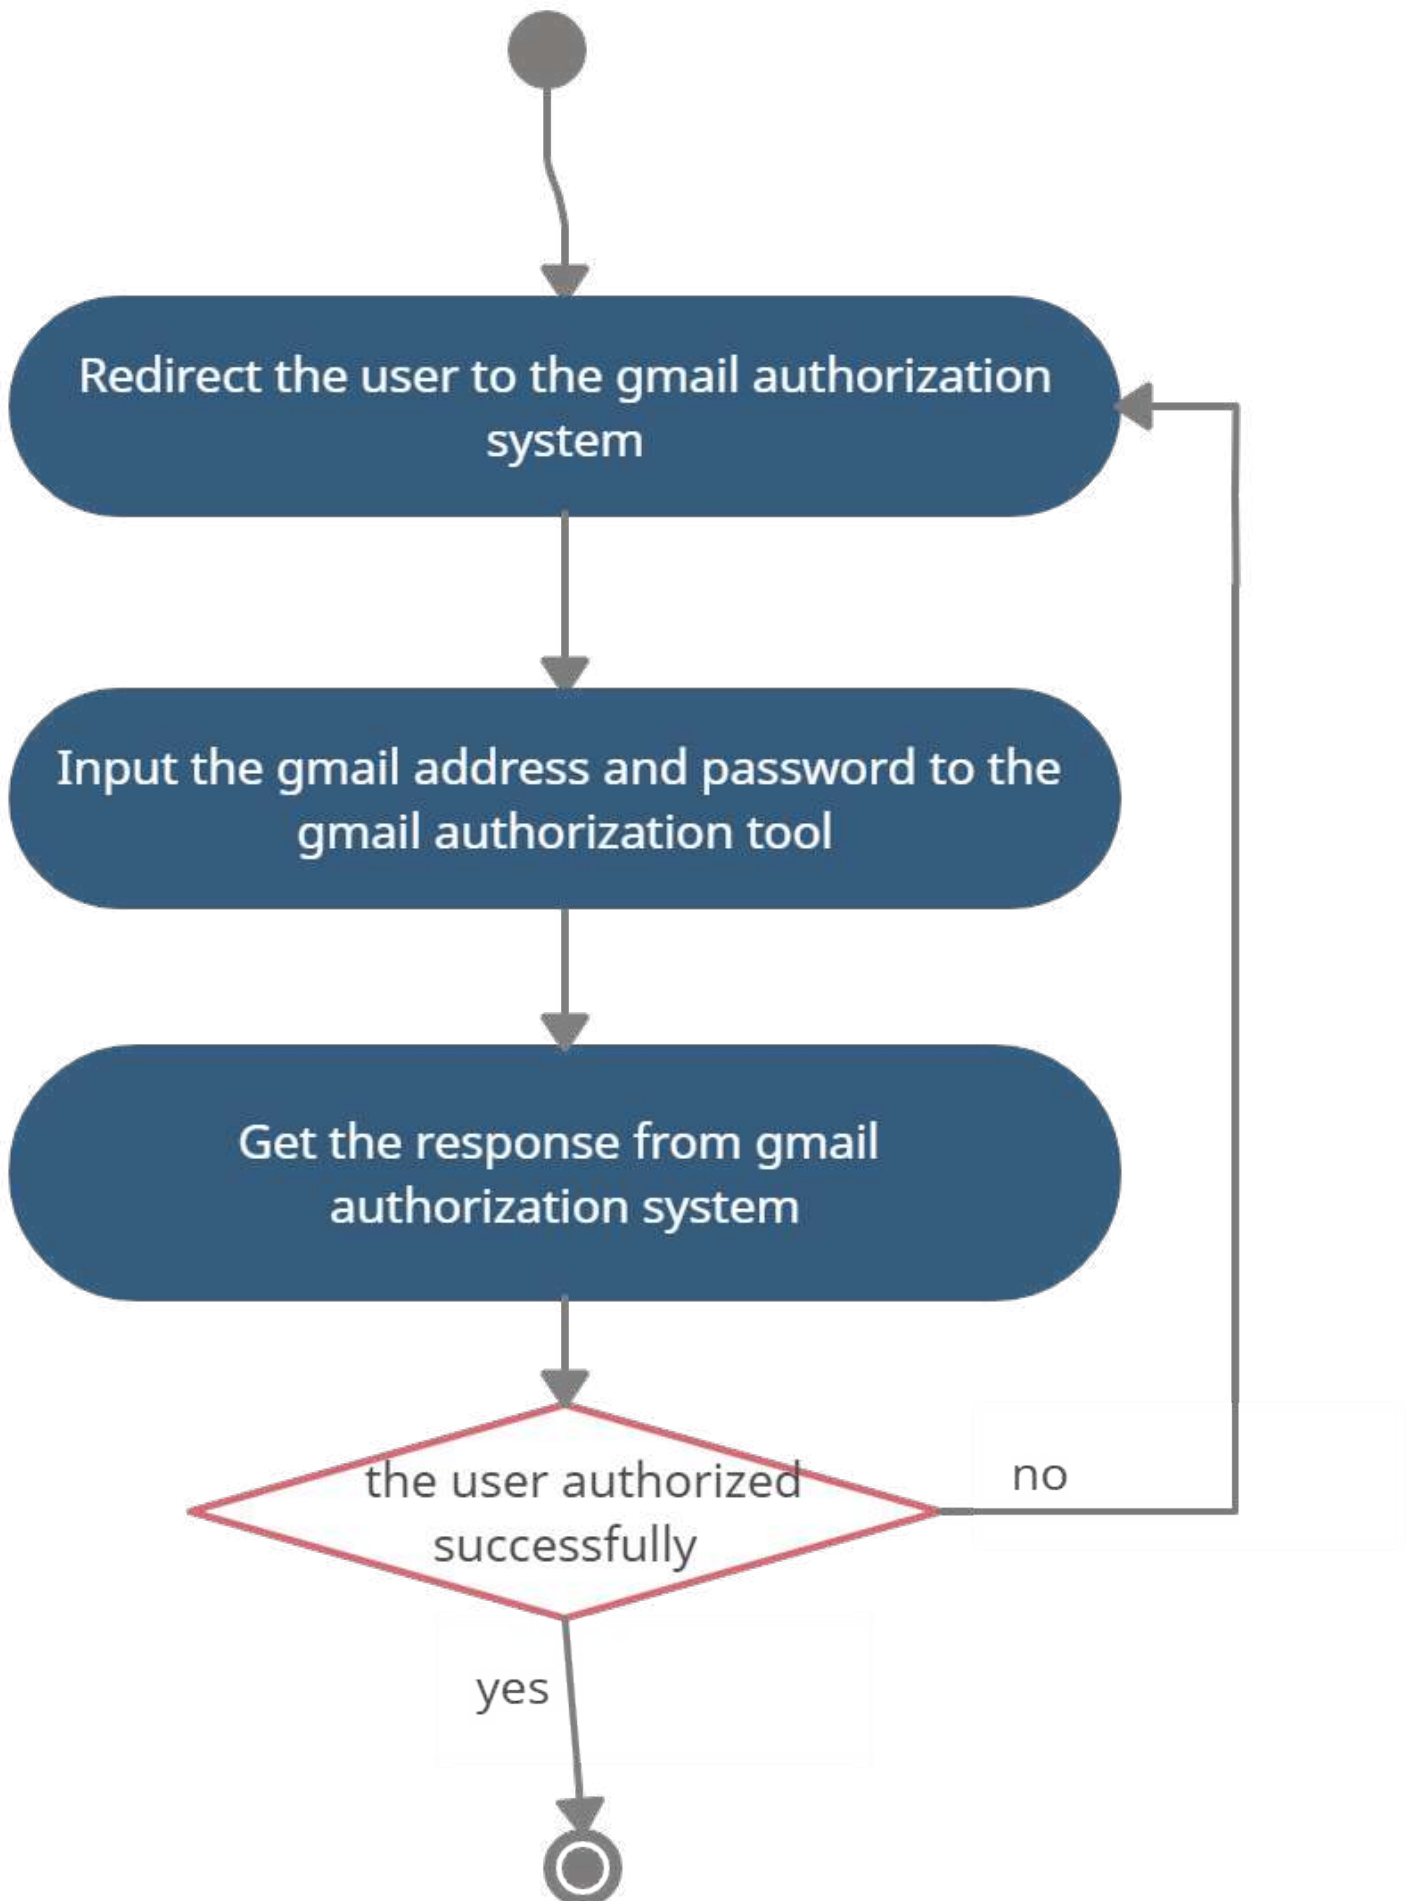 Redirect the user to the gmail authorization
system
Input the gmail address and password to the
gmail authorization tool
Get the response from gmail
authorization system
the user authorized
successfully
no
yes